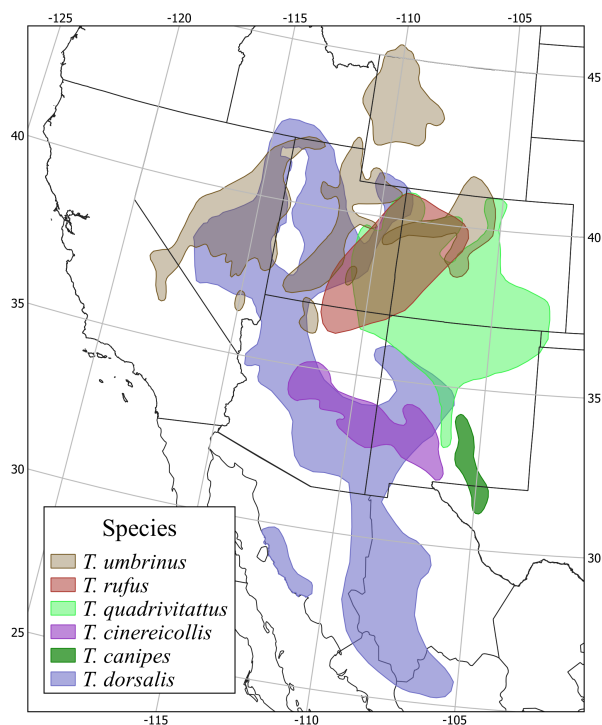 -125 -120 -115 -110 -105
45
40
40
35
35
30
30
25
Species
T. umbrinus
T. rufus
T. quadrivitattus
T. cinereicollis
T. canipes
T. dorsalis
-115 -110 -105